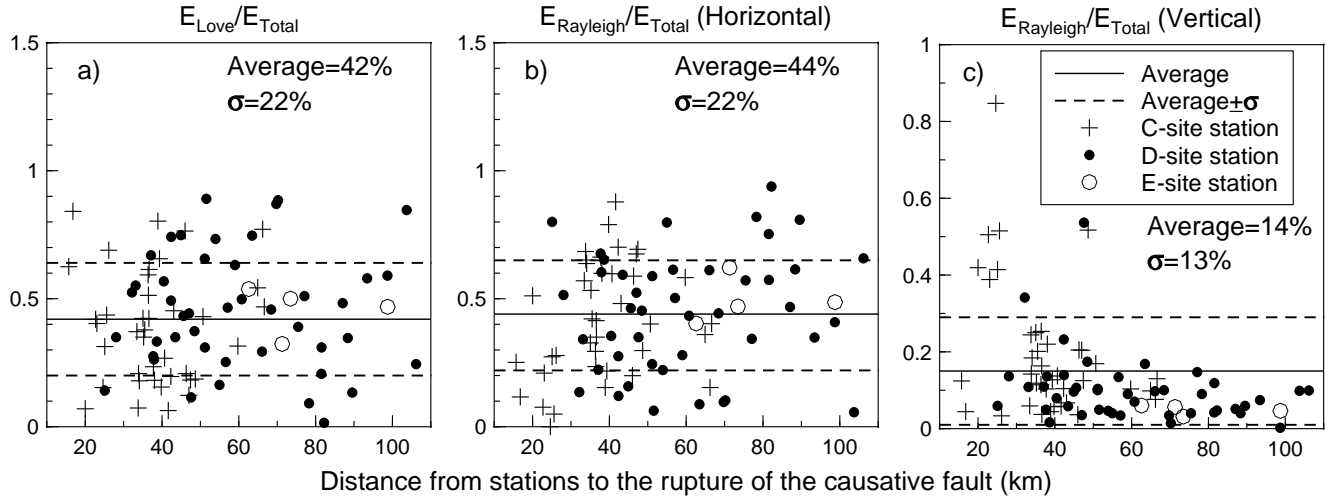 E_Love/E_Total
E_Rayleigh/E_Total (Horizontal)
E_Rayleigh/E_Total (Vertical)
a)
Average=42%
σ=22%
1.5
1
0.5
0
20 40 60 80 100
b)
Average=44%
σ=22%
1.5
1
0.5
0
20 40 60 80 100
c)
Average
Average±σ
C-site station
D-site station
E-site station
Average=14%
σ=13%
1
0.8
0.6
0.4
0.2
0
20 40 60 80 100
Distance from stations to the rupture of the causative fault (km)